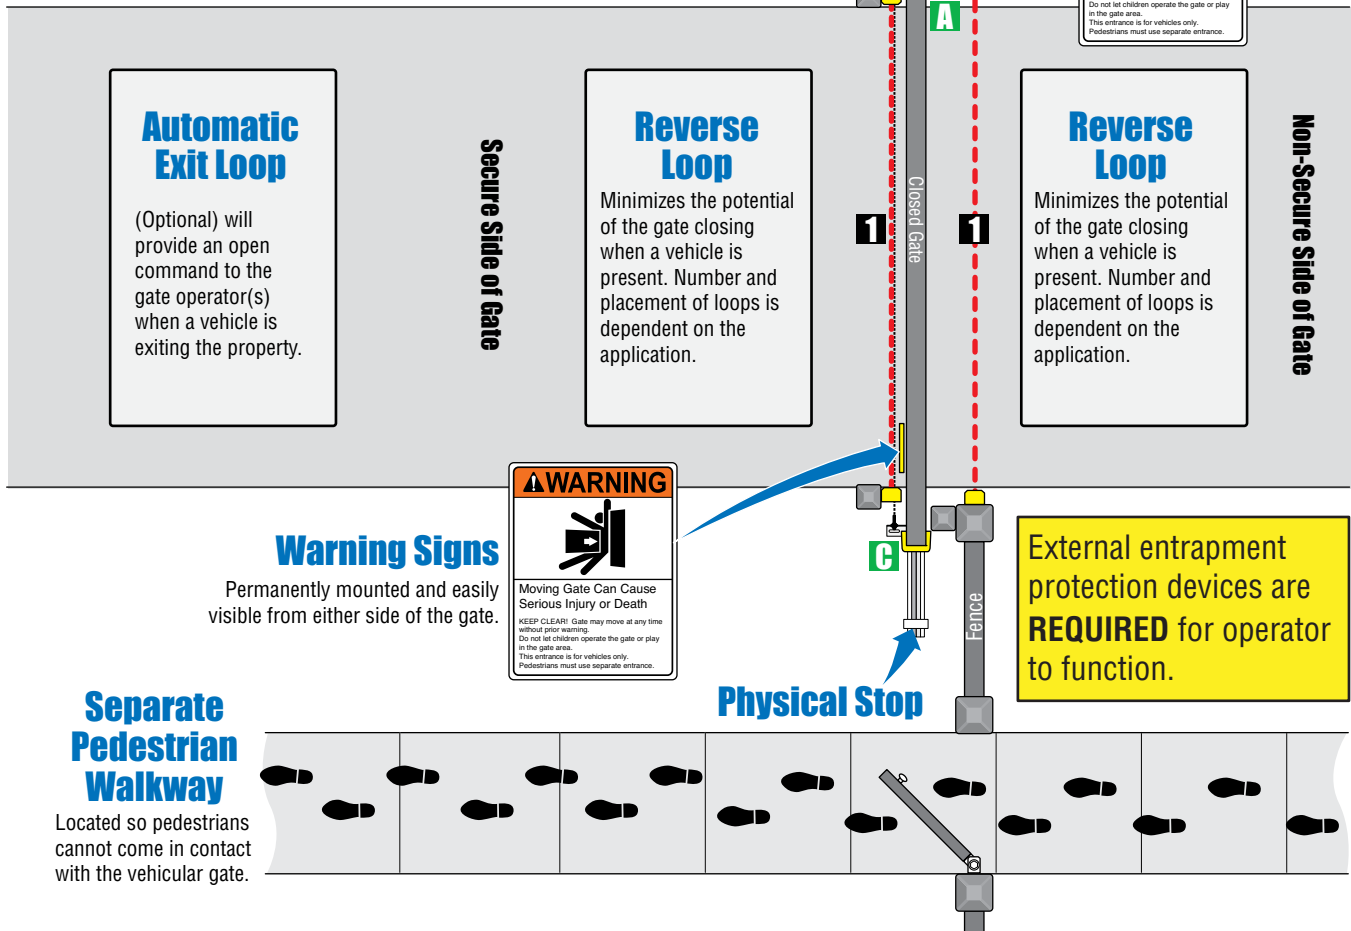 Do not let children operate the gate or play
in the gate area.
This entrance is for vehicles only.
Pedestrians must use separate entrance.
A
Automatic
Exit Loop
(Optional) will
provide an open
command to the
gate operator(s)
when a vehicle is
exiting the property.
Secure Side of Gate
Reverse
Loop
Minimizes the potential
of the gate closing
when a vehicle is
present. Number and
placement of loops is
dependent on the
application.
1
Closed Gate
1
Reverse
Loop
Minimizes the potential
of the gate closing
when a vehicle is
present. Number and
placement of loops is
dependent on the
application.
Non-Secure Side of Gate
Warning Signs
Permanently mounted and easily
visible from either side of the gate.
WARNING
Moving Gate Can Cause
Serious Injury or Death
KEEP CLEAR! Gate may move at any time
without prior warning.
Do not let children operate the gate or play
in the gate area.
This entrance is for vehicles only.
Pedestrians must use separate entrance.
C
Fence
External entrapment
protection devices are
REQUIRED for operator
to function.
Physical Stop
Separate
Pedestrian
Walkway
Located so pedestrians
cannot come in contact
with the vehicular gate.